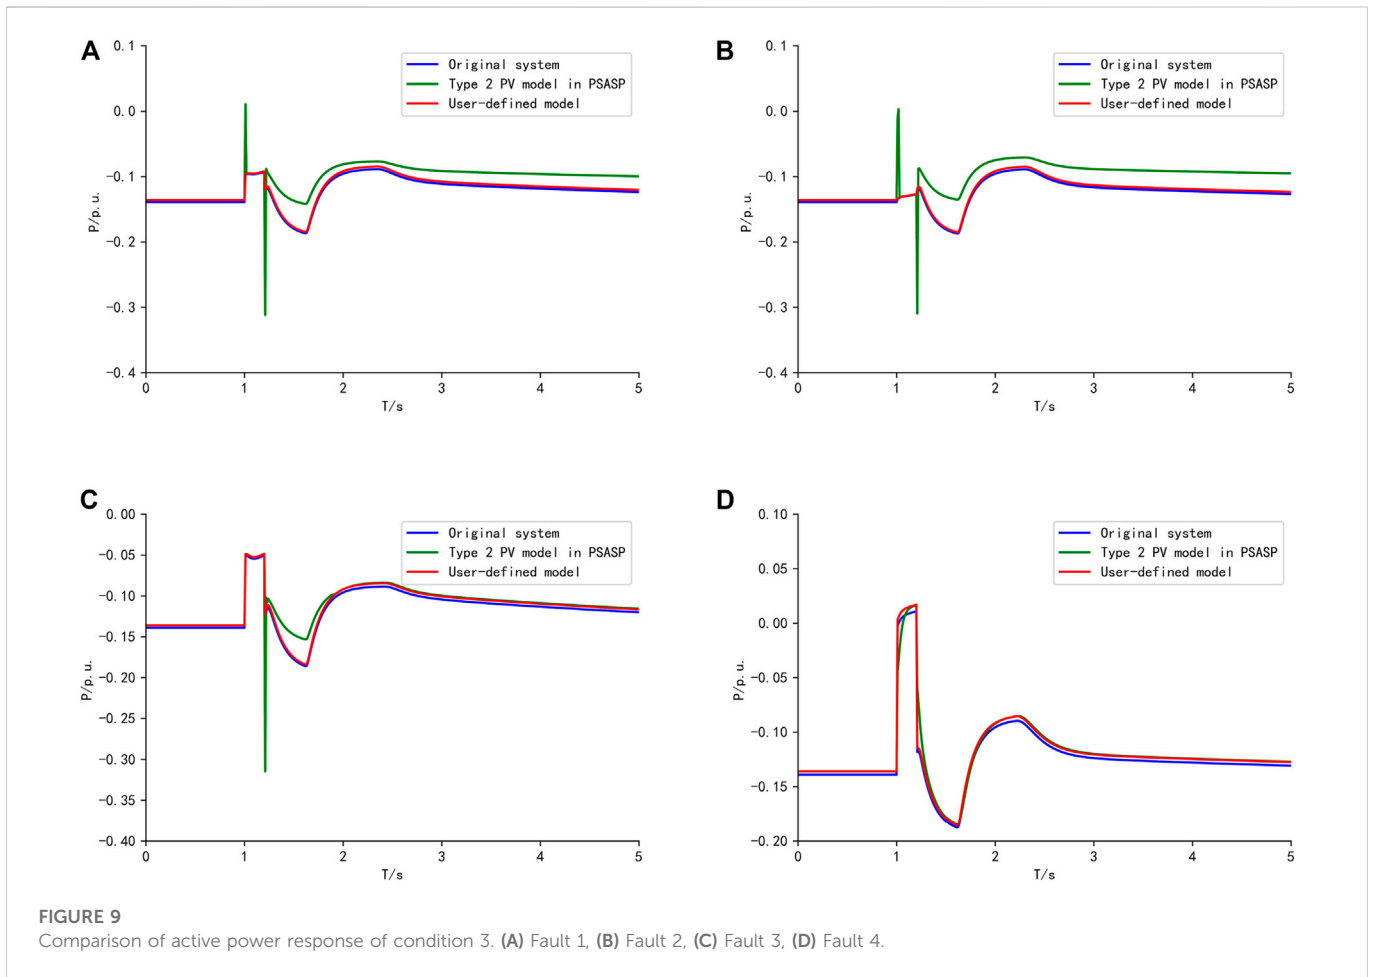 A
0.1
0.0
−0.1
−0.2
−0.3
−0.4
P/p.u.
0 1 2 3 4 5
T/s
Original system
Type 2 PV model in PSASP
User-defined model
B
0.1
0.0
−0.1
−0.2
−0.3
−0.4
P/p.u.
0 1 2 3 4 5
T/s
Original system
Type 2 PV model in PSASP
User-defined model
C
0.00
−0.05
−0.10
−0.15
−0.20
−0.25
−0.30
−0.35
−0.40
P/p.u.
0 1 2 3 4 5
T/s
Original system
Type 2 PV model in PSASP
User-defined model
D
0.10
0.05
0.00
−0.05
−0.10
−0.15
−0.20
P/p.u.
0 1 2 3 4 5
T/s
Original system
Type 2 PV model in PSASP
User-defined model
FIGURE 9
Comparison of active power response of condition 3. (A) Fault 1, (B) Fault 2, (C) Fault 3, (D) Fault 4.